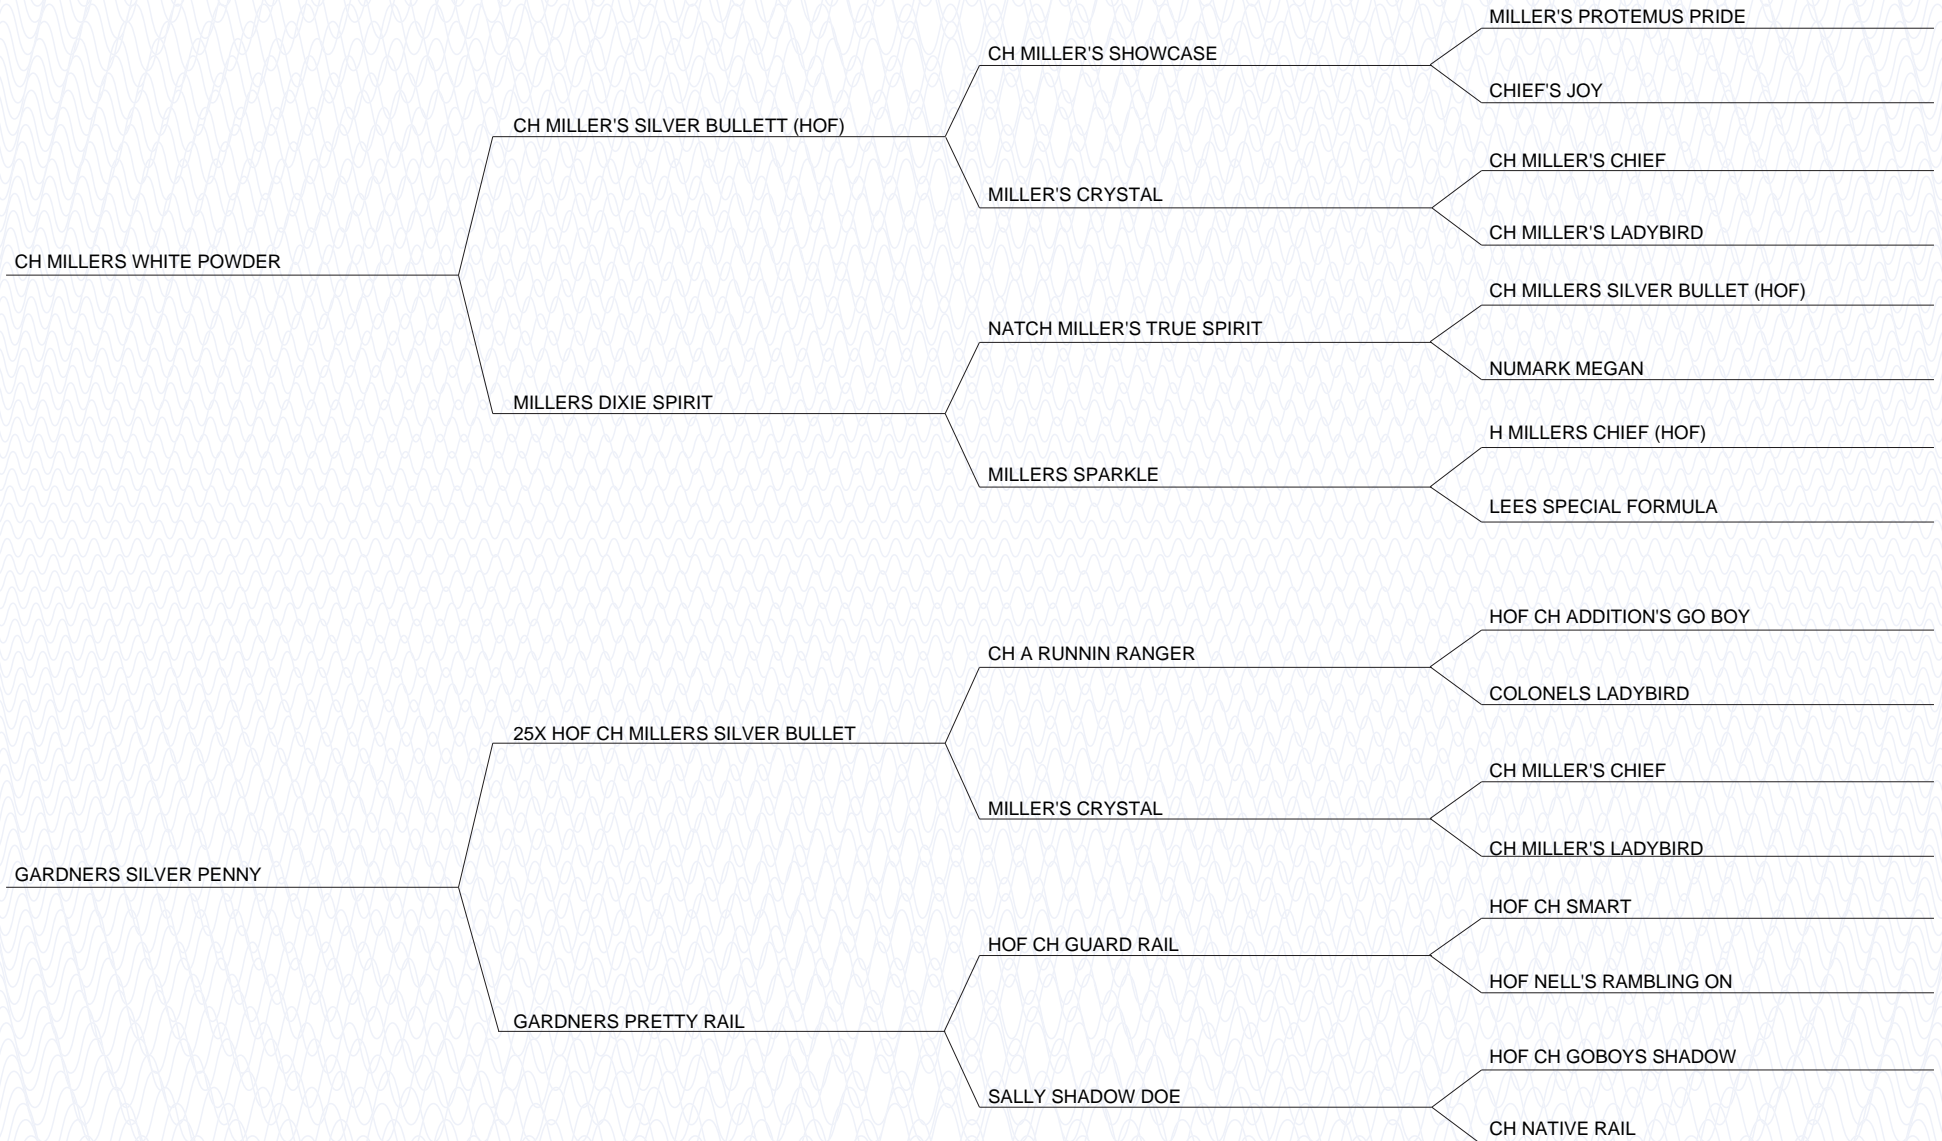 MILLER'S PROTEMUS PRIDE
CH MILLER'S SHOWCASE
CHIEF'S JOY
CH MILLER'S SILVER BULLETT (HOF)
CH MILLER'S CHIEF
MILLER'S CRYSTAL
CH MILLER'S LADYBIRD
CH MILLERS WHITE POWDER
CH MILLERS SILVER BULLET (HOF)
NATCH MILLER'S TRUE SPIRIT
NUMARK MEGAN
MILLERS DIXIE SPIRIT
H MILLERS CHIEF (HOF)
MILLERS SPARKLE
LEES SPECIAL FORMULA
HOF CH ADDITION'S GO BOY
CH A RUNNIN RANGER
COLONELS LADYBIRD
25X HOF CH MILLERS SILVER BULLET
CH MILLER'S CHIEF
MILLER'S CRYSTAL
CH MILLER'S LADYBIRD
GARDNERS SILVER PENNY
HOF CH SMART
HOF CH GUARD RAIL
HOF NELL'S RAMBLING ON
GARDNERS PRETTY RAIL
HOF CH GOBOYS SHADOW
SALLY SHADOW DOE
CH NATIVE RAIL